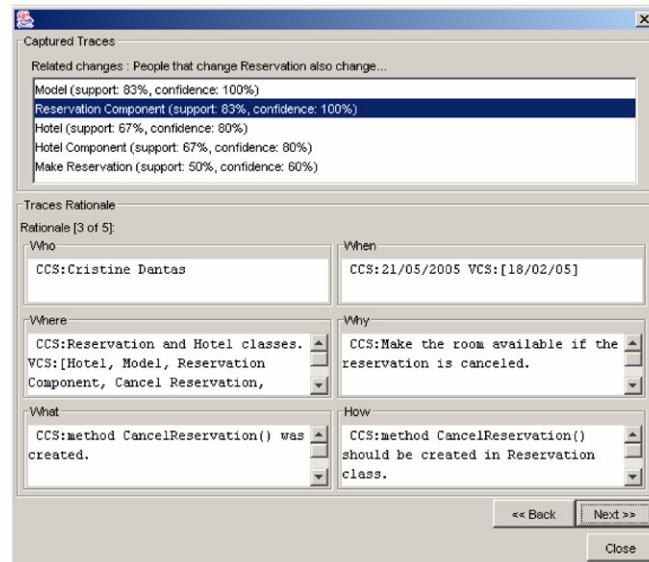 Captured Traces
Related changes : People that change Reservation also change...
Model (support: 83%, confidence: 100%)
Reservation Component (support: 83%, confidence: 100%)
Hotel (support: 67%, confidence: 80%)
Hotel Component (support: 67%, confidence: 80%)
Make Reservation (support: 50%, confidence: 60%)
Traces Rationale
Rationale [3 of 5]:
Who
CCS:Cristine Dantas
When
CCS:21/05/2005 VCS:[18/02/05]
Where
CCS:Reservation and Hotel classes.
VCS:[Hotel, Model, Reservation
Component, Cancel Reservation,
Why
CCS:Make the room available if the
reservation is canceled.
What
CCS:method CancelReservation() was
created.
How
CCS:method CancelReservation()
should be created in Reservation
class.
<< Back
Next >>
Close